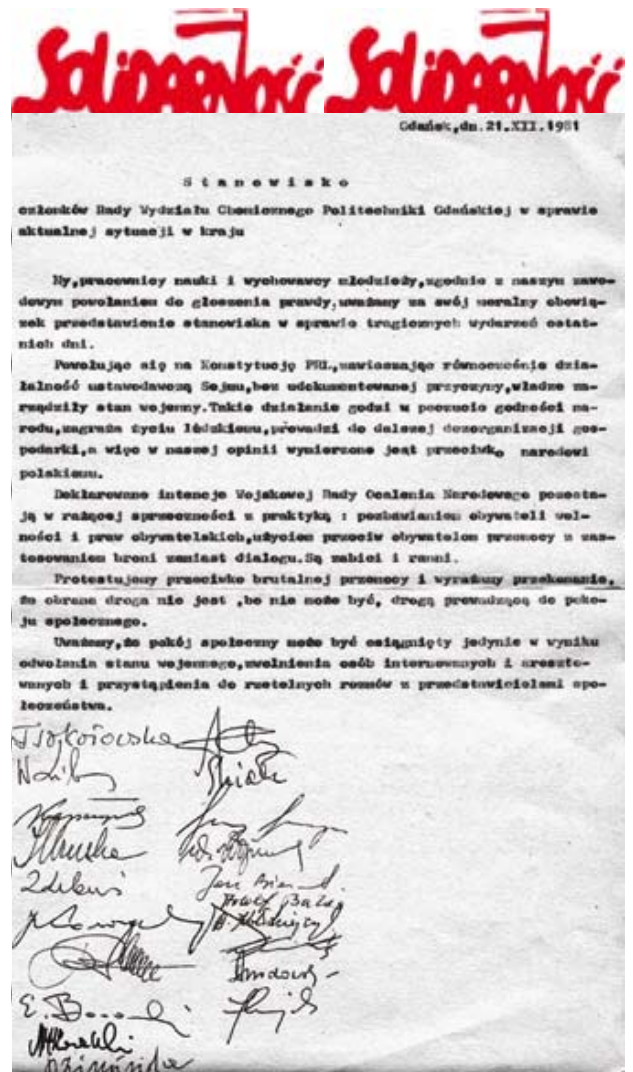 SOLIDARNOŚĆ SOLIDARNOŚĆ
Gdańsk,dn.21.XII.1981
Stanowisko
członków Rady Wydziału Chemicznego Politechniki Gdańskiej w sprawie
aktualnej sytuacji w kraju
My,pracownicy nauki i wychowawcy młodzieży,zgodnie z naszym zawo-
dowym powołaniem do głoszenia prawdy,uważamy za swój moralny obowią-
zek przedstawienie stanowiska w sprawie tragicznych wydarzeń ostat-
nich dni.
Powołując się na Konstytucję PRL,zawieszając równocześnie dzia-
łalność ustawodawczą Sejmu,bez udokumentowanej przyczyny,władze za-
rządziły stan wojenny.Takie działanie godzi w poczucie godności na-
rodu,zagraża życiu ludzkiemu,prowadzi do dalszej dezorganizacji gos-
podarki,a więc w naszej opinii wymierzone jest przeciwko narodowi
polskiemu.
Deklarowane intencje Wojskowej Rady Ocalenia Narodowego pozosta-
ją w rażącej sprzeczności z praktyką : pozbawianiem obywateli wol-
ności i praw obywatelskich,użyciem przeciw obywatelom przemocy z zas-
tosowaniem broni zamiast dialogu.Są zabici i ranni.
Protestujemy przeciwko brutalnej przemocy i wyrażamy przekonanie,
że obrana droga nie jest ,bo nie może być, drogą prowadzącą do poko-
ju społecznego.
Uważamy,że pokój społeczny może być osiągnięty jedynie w wyniku
odwołania stanu wojennego,zwolnienia osób internowanych i areszto-
wanych i przystąpienia do rzetelnych rozmów z przedstawicielami spo-
łeczeństwa.